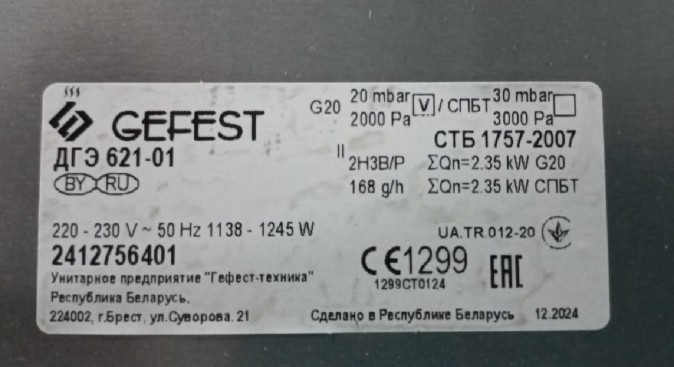 GEFEST
ДГЭ 621-01
BY RU
G20 20 mbar 2000 Pa V / СПБТ 30 mbar 3000 Pa
СТБ 1757-2007
II 2H3B/P ΣQn=2.35 kW G20
168 g/h ΣQn=2.35 kW СПБТ
220 - 230 V ~ 50 Hz 1138 - 1245 W
UA.TR.012-20
2412756401
CE1299
1299CT0124
EAC
Унитарное предприятие "Гефест-техника"
Республика Беларусь,
224002, г.Брест, ул.Суворова. 21
Сделано в Республике Беларусь 12.2024